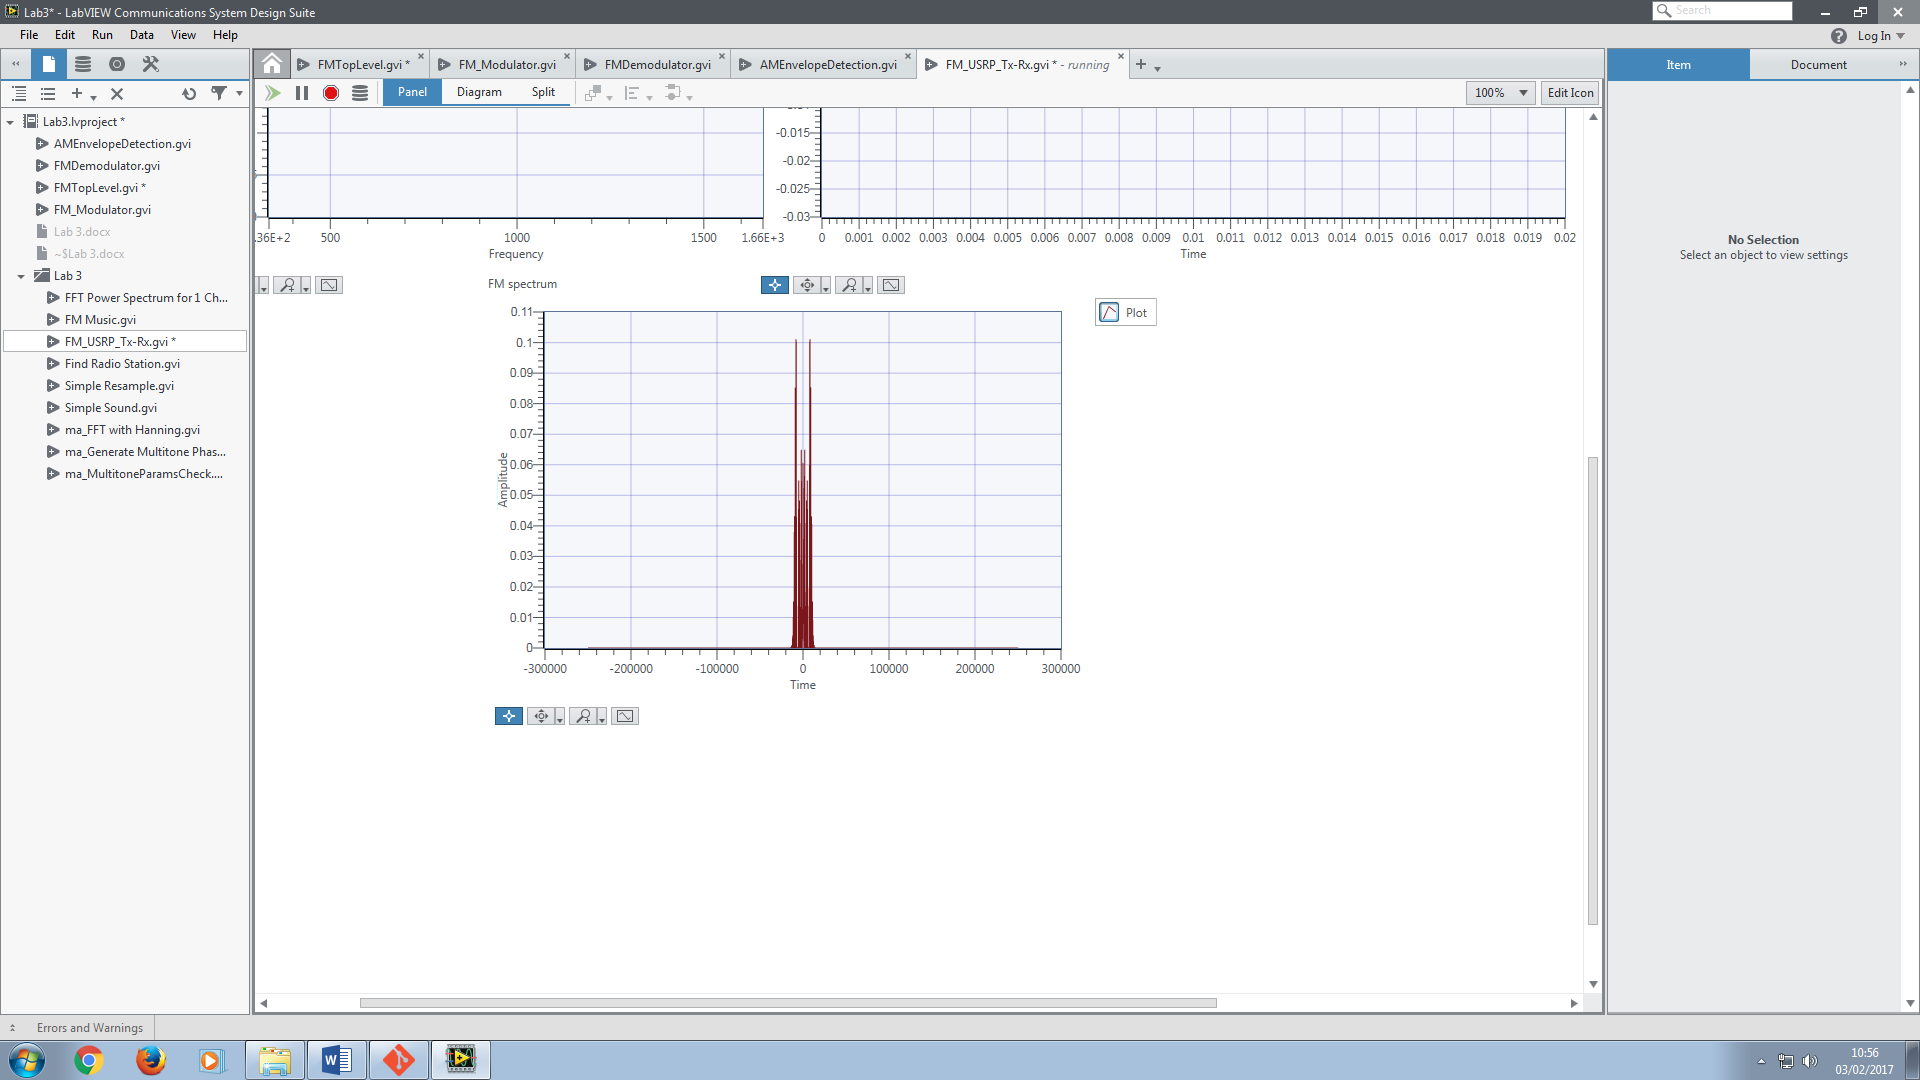 Lab3* - LabVIEW Communications System Design Suite
Search
File Edit Run Data View Help
Log In
FMTopLevel.gvi * FM_Modulator.gvi FMDemodulator.gvi AMEnvelopeDetection.gvi FM_USRP_Tx-Rx.gvi * - running
Item Document
Panel Diagram Split
100% Edit Icon
Lab3.lvproject *
AMEnvelopeDetection.gvi
FMDemodulator.gvi
FMTopLevel.gvi *
FM_Modulator.gvi
Lab 3.docx
~$Lab 3.docx
Lab 3
FFT Power Spectrum for 1 Ch...
FM Music.gvi
FM_USRP_Tx-Rx.gvi *
Find Radio Station.gvi
Simple Resample.gvi
Simple Sound.gvi
ma_FFT with Hanning.gvi
ma_Generate Multitone Phas...
ma_MultitoneParamsCheck....
.36E+2 500 1000 1500 1.66E+3
Frequency
-0.015
-0.02
-0.025
-0.03
0 0.001 0.002 0.003 0.004 0.005 0.006 0.007 0.008 0.009 0.01 0.011 0.012 0.013 0.014 0.015 0.016 0.017 0.018 0.019 0.02
Time
No Selection
Select an object to view settings
FM spectrum
Plot
0.11
0.1
0.09
0.08
0.07
0.06
0.05
0.04
0.03
0.02
0.01
0
Amplitude
-300000 -200000 -100000 0 100000 200000 300000
Time
Errors and Warnings
10:56
03/02/2017